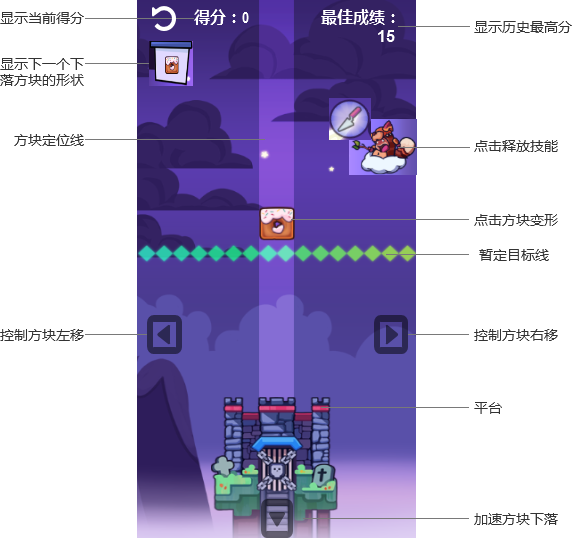 显示当前得分
得分：0
最佳成绩：
15
显示历史最高分
显示下一个下
落方块的形状
方块定位线
点击释放技能
点击方块变形
暂定目标线
控制方块左移
控制方块右移
平台
加速方块下落